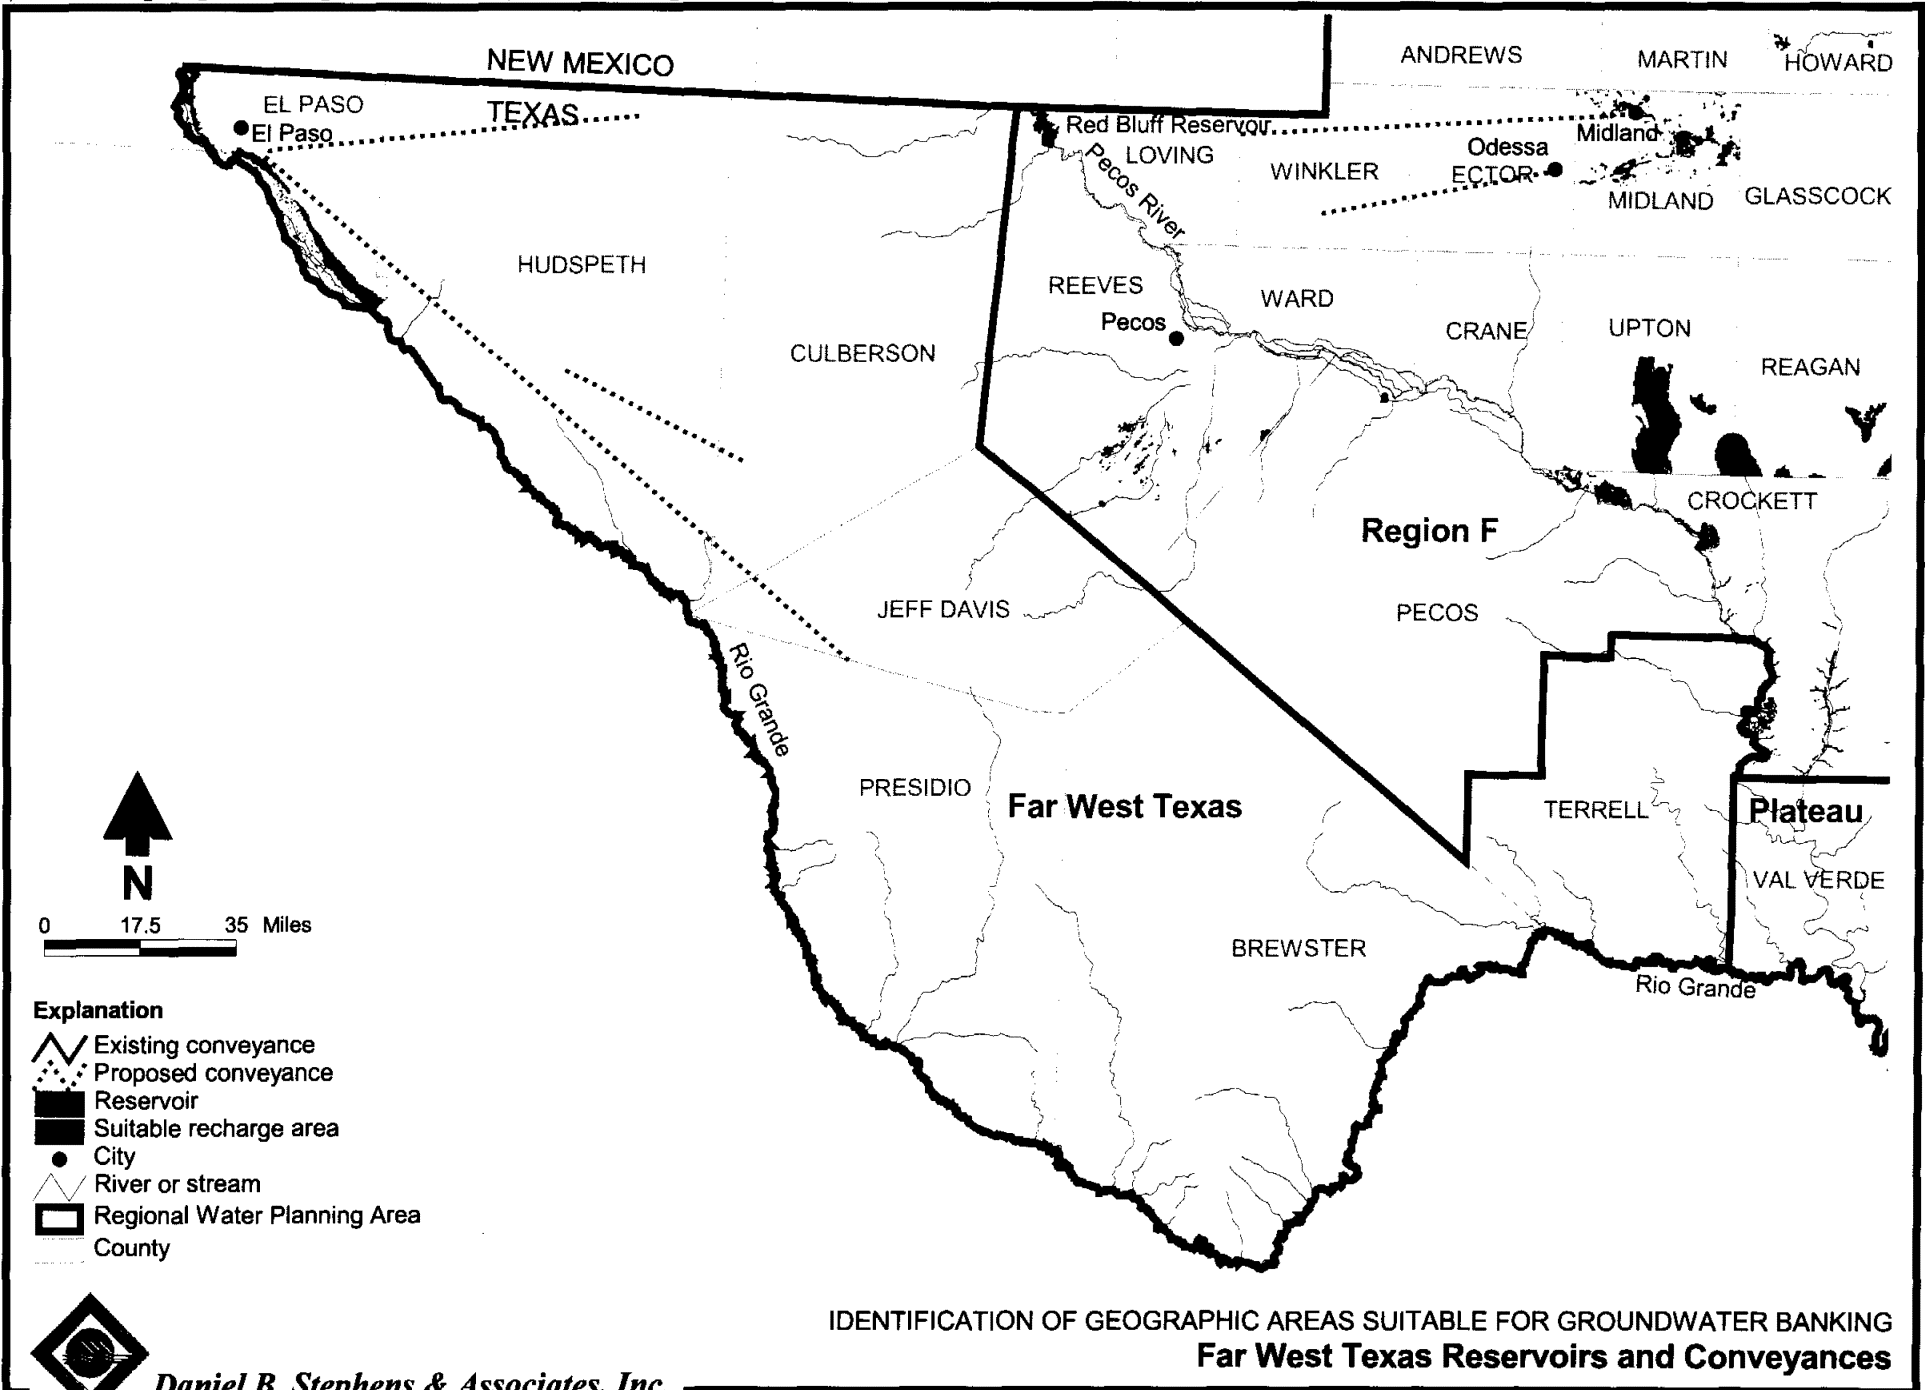 NEW MEXICO
TEXAS
ANDREWS
MARTIN
HOWARD
EL PASO
El Paso
Red Bluff Reservoir
LOVING
Pecos River
WINKLER
Odessa
ECTOR
Midland
MIDLAND
GLASSCOCK
HUDSPETH
CULBERSON
REEVES
Pecos
WARD
CRANE
UPTON
REAGAN
CROCKETT
Region F
JEFF DAVIS
PECOS
Rio Grande
PRESIDIO
Far West Texas
TERRELL
Plateau
VAL VERDE
BREWSTER
Rio Grande
N
0 17.5 35 Miles
Explanation
Existing conveyance
Proposed conveyance
Reservoir
Suitable recharge area
City
River or stream
Regional Water Planning Area
County
IDENTIFICATION OF GEOGRAPHIC AREAS SUITABLE FOR GROUNDWATER BANKING
Far West Texas Reservoirs and Conveyances
Daniel B. Stephens & Associates, Inc.